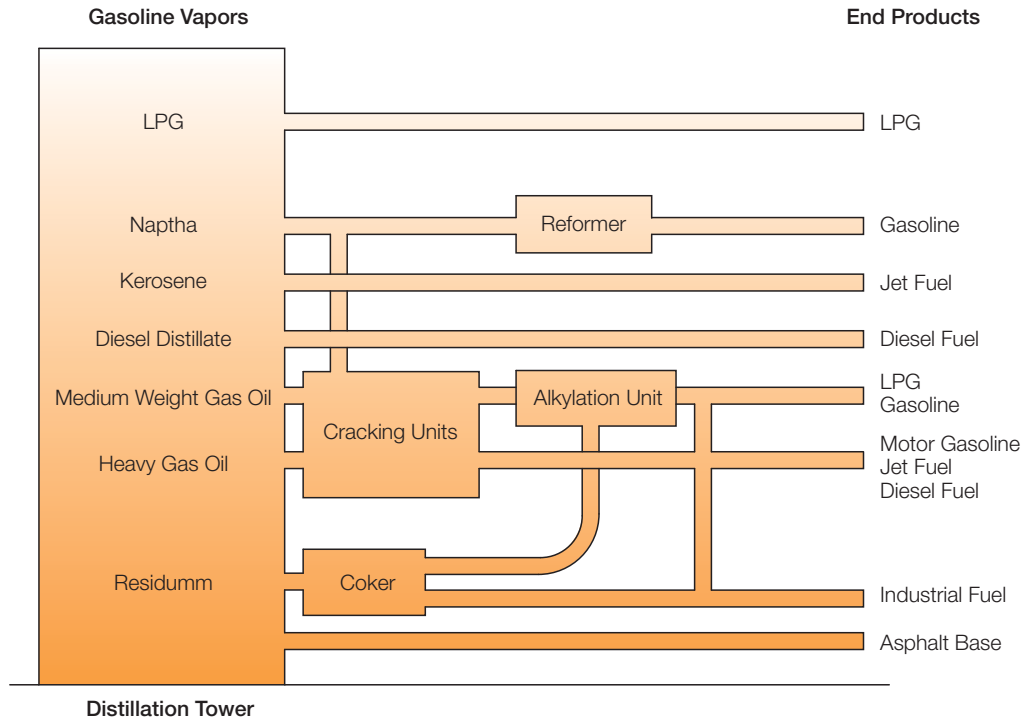 Gasoline Vapors
End Products
LPG
LPG
Naptha
Reformer
Gasoline
Kerosene
Jet Fuel
Diesel Distillate
Diesel Fuel
Medium Weight Gas Oil
Cracking Units
Alkylation Unit
LPG
Gasoline
Heavy Gas Oil
Motor Gasoline
Jet Fuel
Diesel Fuel
Residumm
Coker
Industrial Fuel
Asphalt Base
Distillation Tower